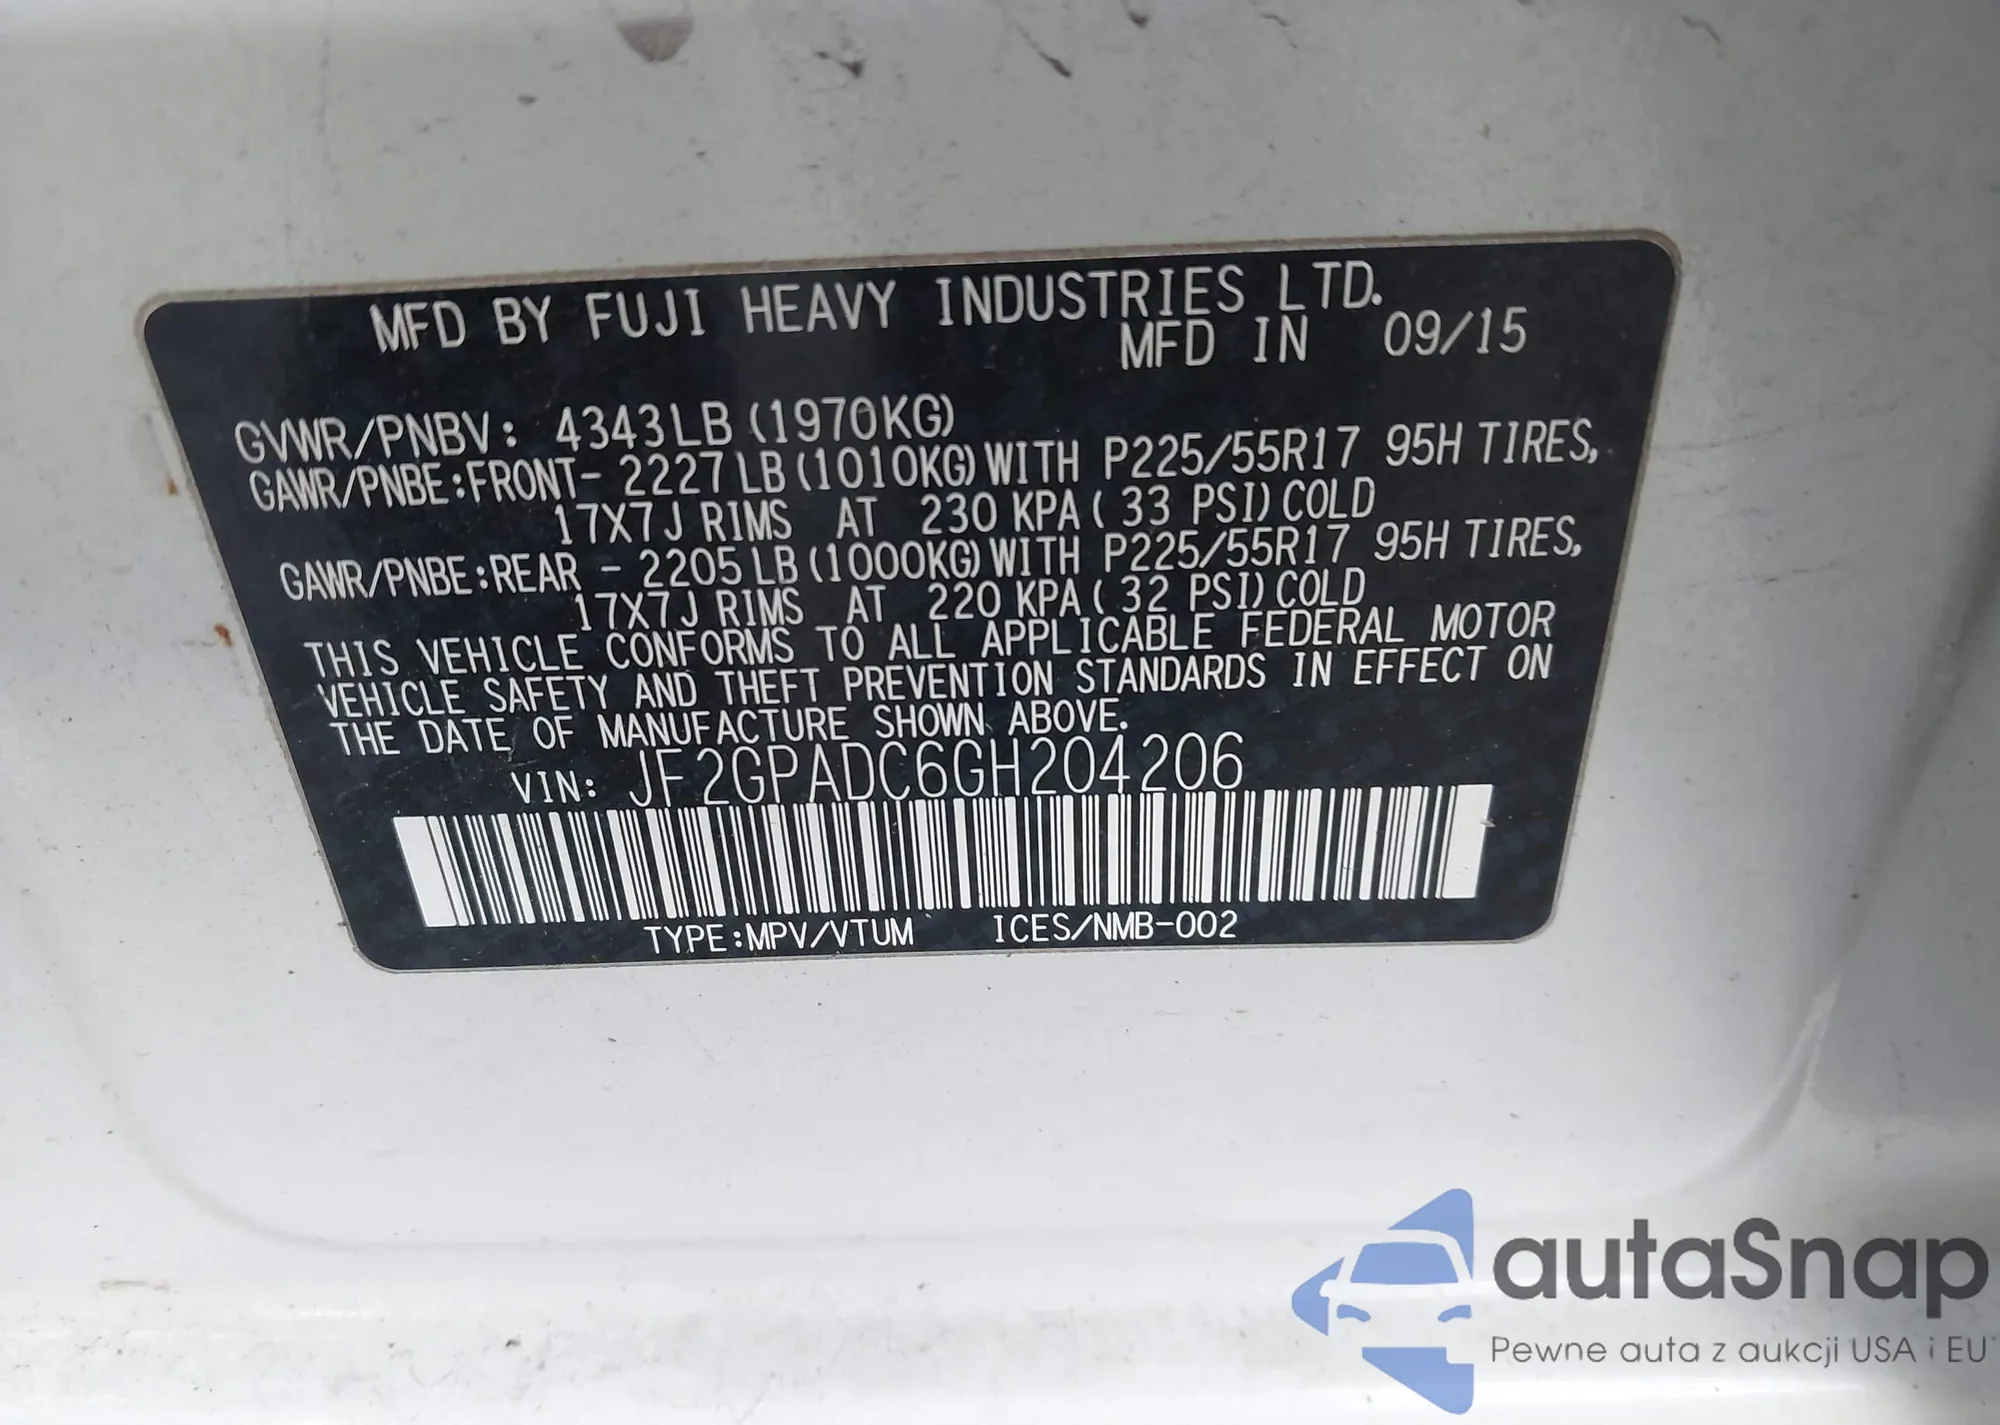 MFD BY FUJI HEAVY INDUSTRIES LTD.
MFD IN 09/15
GVWR/PNBV: 4343LB (1970KG)
GAWR/PNBE:FRONT- 2227LB(1010KG)WITH P225/55R17 95H TIRES,
17X7J RIMS AT 230 KPA( 33 PSI)COLD
GAWR/PNBE:REAR - 2205LB(1000KG)WITH P225/55R17 95H TIRES,
17X7J RIMS AT 220 KPA( 32 PSI)COLD
THIS VEHICLE CONFORMS TO ALL APPLICABLE FEDERAL MOTOR
VEHICLE SAFETY AND THEFT PREVENTION STANDARDS IN EFFECT ON
THE DATE OF MANUFACTURE SHOWN ABOVE.
VIN: JF2GPADC6GH204206
TYPE:MPV/VTUM ICES/NMB-002
autaSnap
Pewne auta z aukcji USA i EU